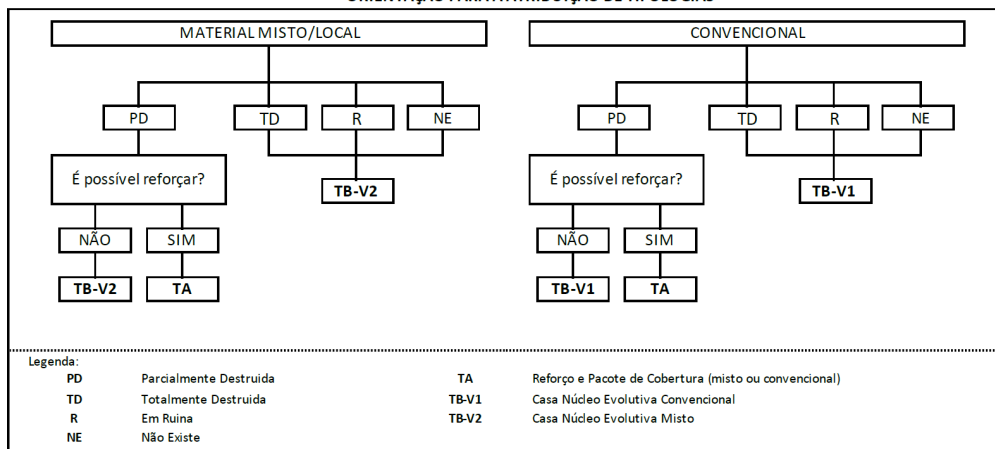 MATERIAL MISTO/LOCAL
CONVENCIONAL
PD
TD
R
NE
PD
TD
R
NE
É possível reforçar?
TB-V2
É possível reforçar?
TB-V1
NÃO
SIM
NÃO
SIM
TB-V2
TA
TB-V1
TA
Legenda:
PD Parcialmente Destruida
TA Reforço e Pacote de Cobertura (misto ou convencional)
TD Totalmente Destruida
TB-V1 Casa Núcleo Evolutiva Convencional
R Em Ruina
TB-V2 Casa Núcleo Evolutiva Misto
NE Não Existe